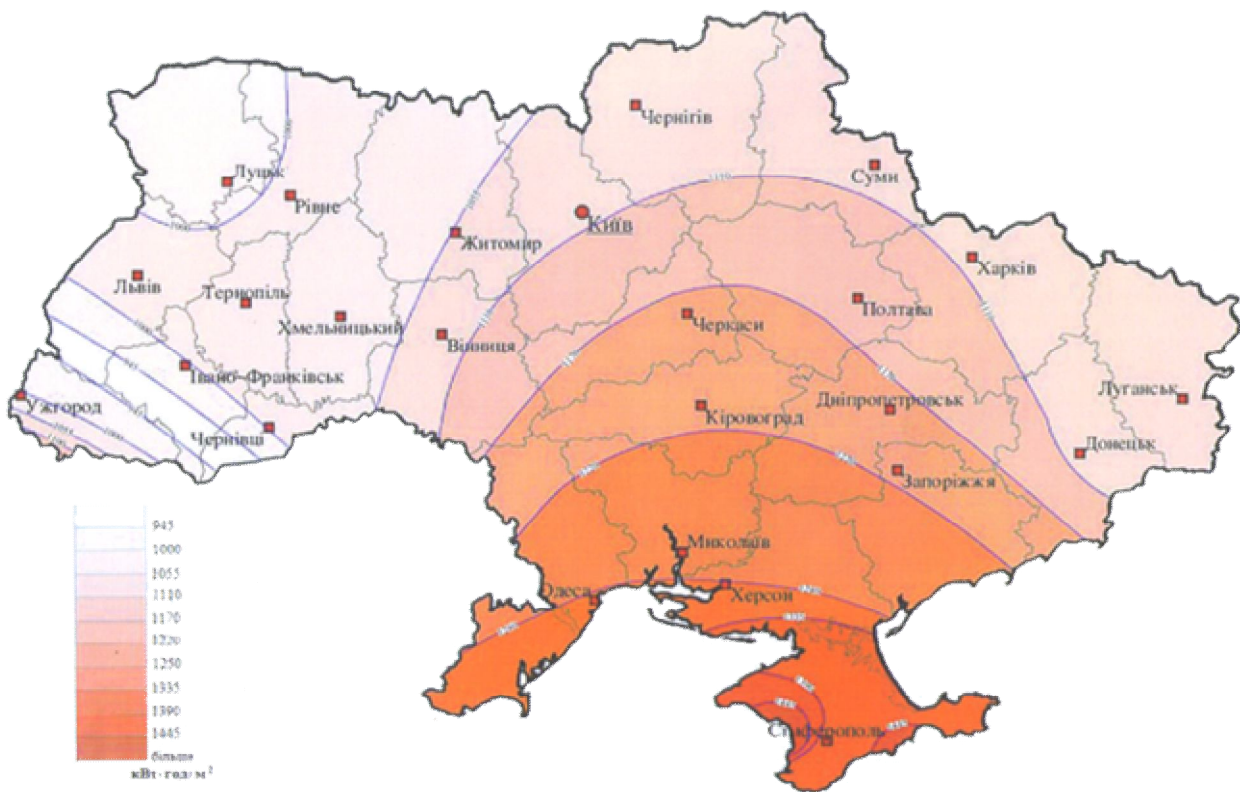 Чернігів
Луцьк
Суми
Рівне
Київ
Житомир
Харків
Львів
Тернопіль
Хмельницький
Вінниця
Черкаси
Полтава
Івано-Франківськ
Ужгород
Чернівці
Кіровоград
Дніпропетровськ
Луганськ
Донецьк
Запоріжжя
Миколаїв
Одеса
Херсон
Сімферополь
945
1000
1055
1110
1170
1220
1250
1335
1390
1445
більше
кВт·год/м²